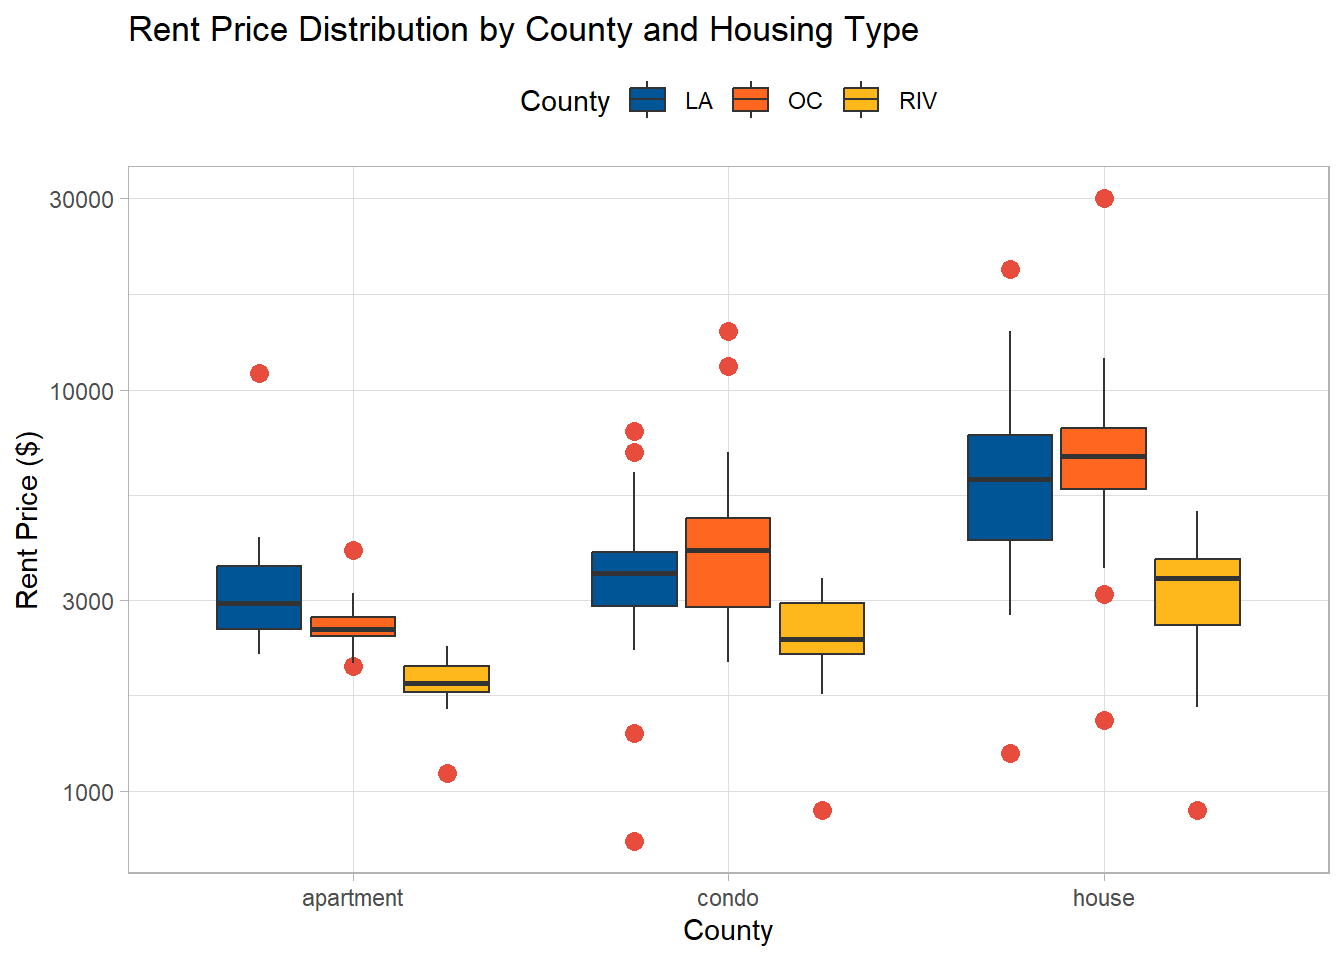 Rent Price Distribution by County and Housing Type
County LA OC RIV
30000
10000
3000
1000
Rent Price ($)
apartment condo house
County